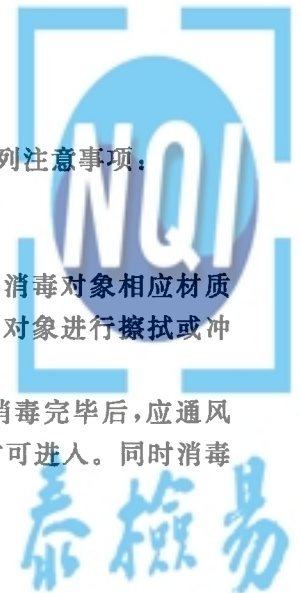 列注意事项：
NQI
消毒对象相应材质
对象进行擦拭或冲
消毒完毕后，应通风
可进入。同时消毒
泰檢易